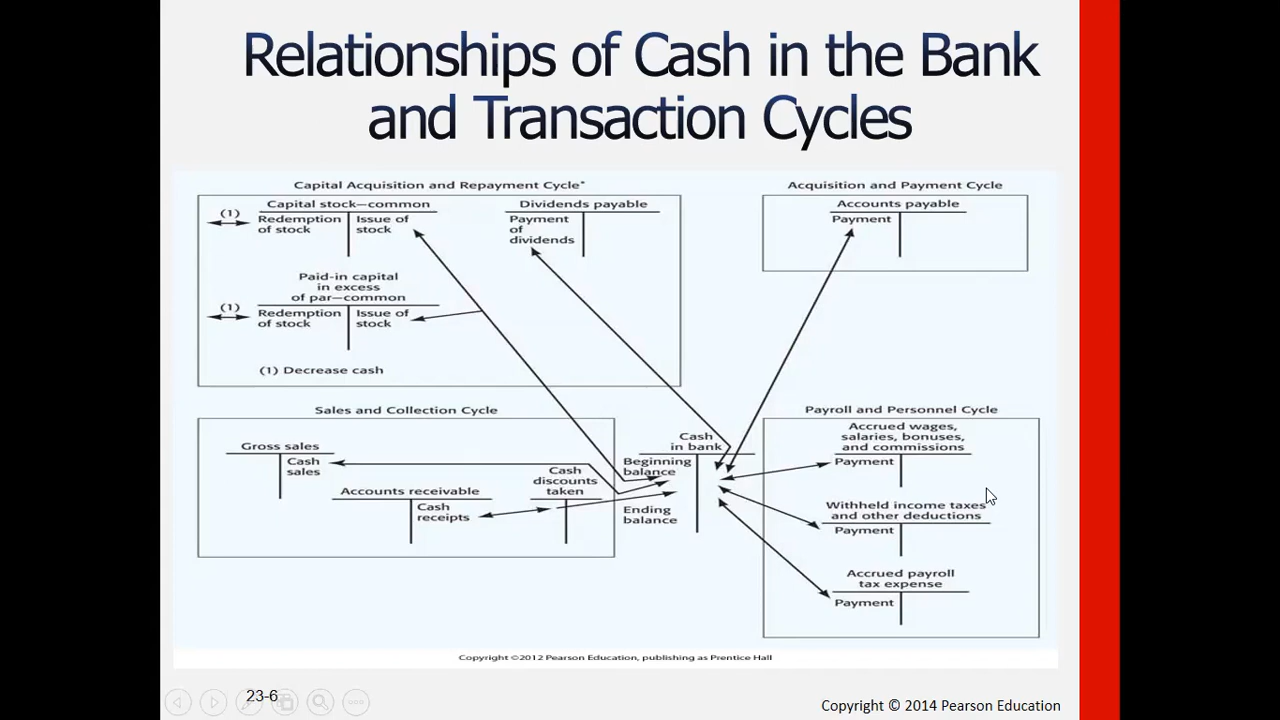 Relationships of Cash in the Bank
and Transaction Cycles
Capital Acquisition and Repayment Cycle*
Capital stock—common
(1)
Redemption
of stock
Issue of
stock
Dividends payable
Payment
of
dividends
Paid-in capital
in excess
of par—common
(1)
Redemption
of stock
Issue of
stock
(1) Decrease cash
Acquisition and Payment Cycle
Accounts payable
Payment
Sales and Collection Cycle
Gross sales
Cash
sales
Accounts receivable
Cash
receipts
Cash
discounts
taken
Cash
in bank
Beginning
balance
Ending
balance
Payroll and Personnel Cycle
Accrued wages,
salaries, bonuses,
and commissions
Payment
Withheld income taxes
and other deductions
Payment
Accrued payroll
tax expense
Payment
Copyright ©2012 Pearson Education, publishing as Prentice Hall
23-6
Copyright © 2014 Pearson Education